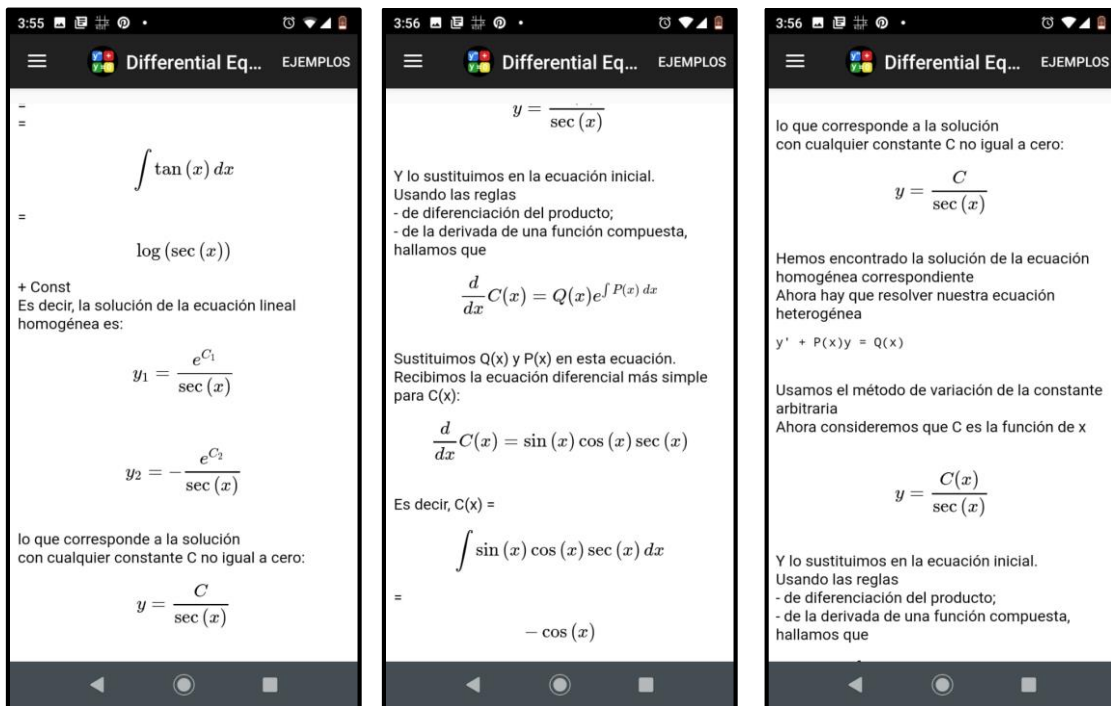 3:55
Differential Eq... EJEMPLOS
=
=
∫ tan (x) dx
=
log (sec (x))
+ Const
Es decir, la solución de la ecuación lineal
homogénea es:
y₁ = e^{C₁} / sec (x)
y₂ = − e^{C₂} / sec (x)
lo que corresponde a la solución
con cualquier constante C no igual a cero:
y = C / sec (x)
3:56
Differential Eq... EJEMPLOS
y = / sec (x)
Y lo sustituimos en la ecuación inicial.
Usando las reglas
- de diferenciación del producto;
- de la derivada de una función compuesta,
hallamos que
d/dx C(x) = Q(x)e^{∫ P(x) dx}
Sustituimos Q(x) y P(x) en esta ecuación.
Recibimos la ecuación diferencial más simple
para C(x):
d/dx C(x) = sin (x) cos (x) sec (x)
Es decir, C(x) =
∫ sin (x) cos (x) sec (x) dx
=
− cos (x)
3:56
Differential Eq... EJEMPLOS
lo que corresponde a la solución
con cualquier constante C no igual a cero:
y = C / sec (x)
Hemos encontrado la solución de la ecuación
homogénea correspondiente
Ahora hay que resolver nuestra ecuación
heterogénea
y' + P(x)y = Q(x)
Usamos el método de variación de la constante
arbitraria
Ahora consideremos que C es la función de x
y = C(x) / sec (x)
Y lo sustituimos en la ecuación inicial.
Usando las reglas
- de diferenciación del producto;
- de la derivada de una función compuesta,
hallamos que